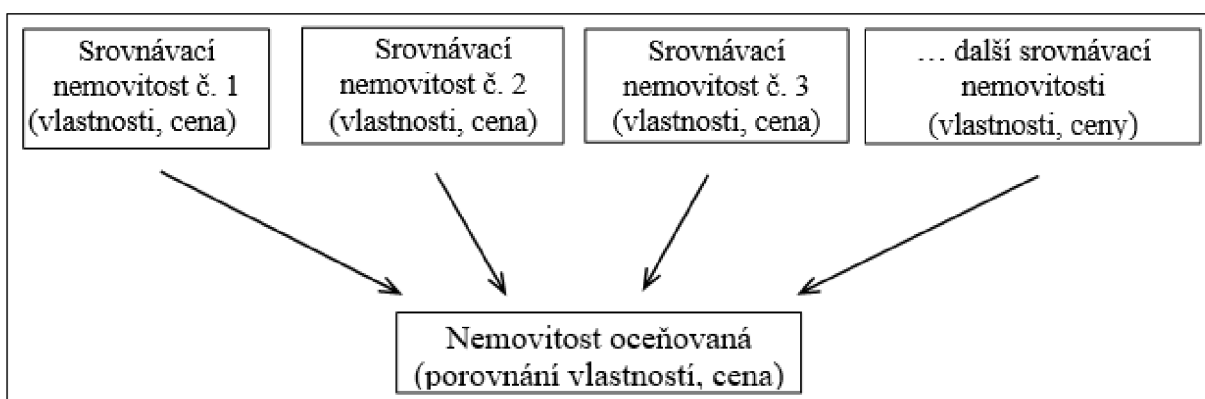 Srovnávací
nemovitost č. 1
(vlastnosti, cena)
Srovnávací
nemovitost č. 2
(vlastnosti, cena)
Srovnávací
nemovitost č. 3
(vlastnosti, cena)
… další srovnávací
nemovitosti
(vlastnosti, ceny)
Nemovitost oceňovaná
(porovnání vlastností, cena)